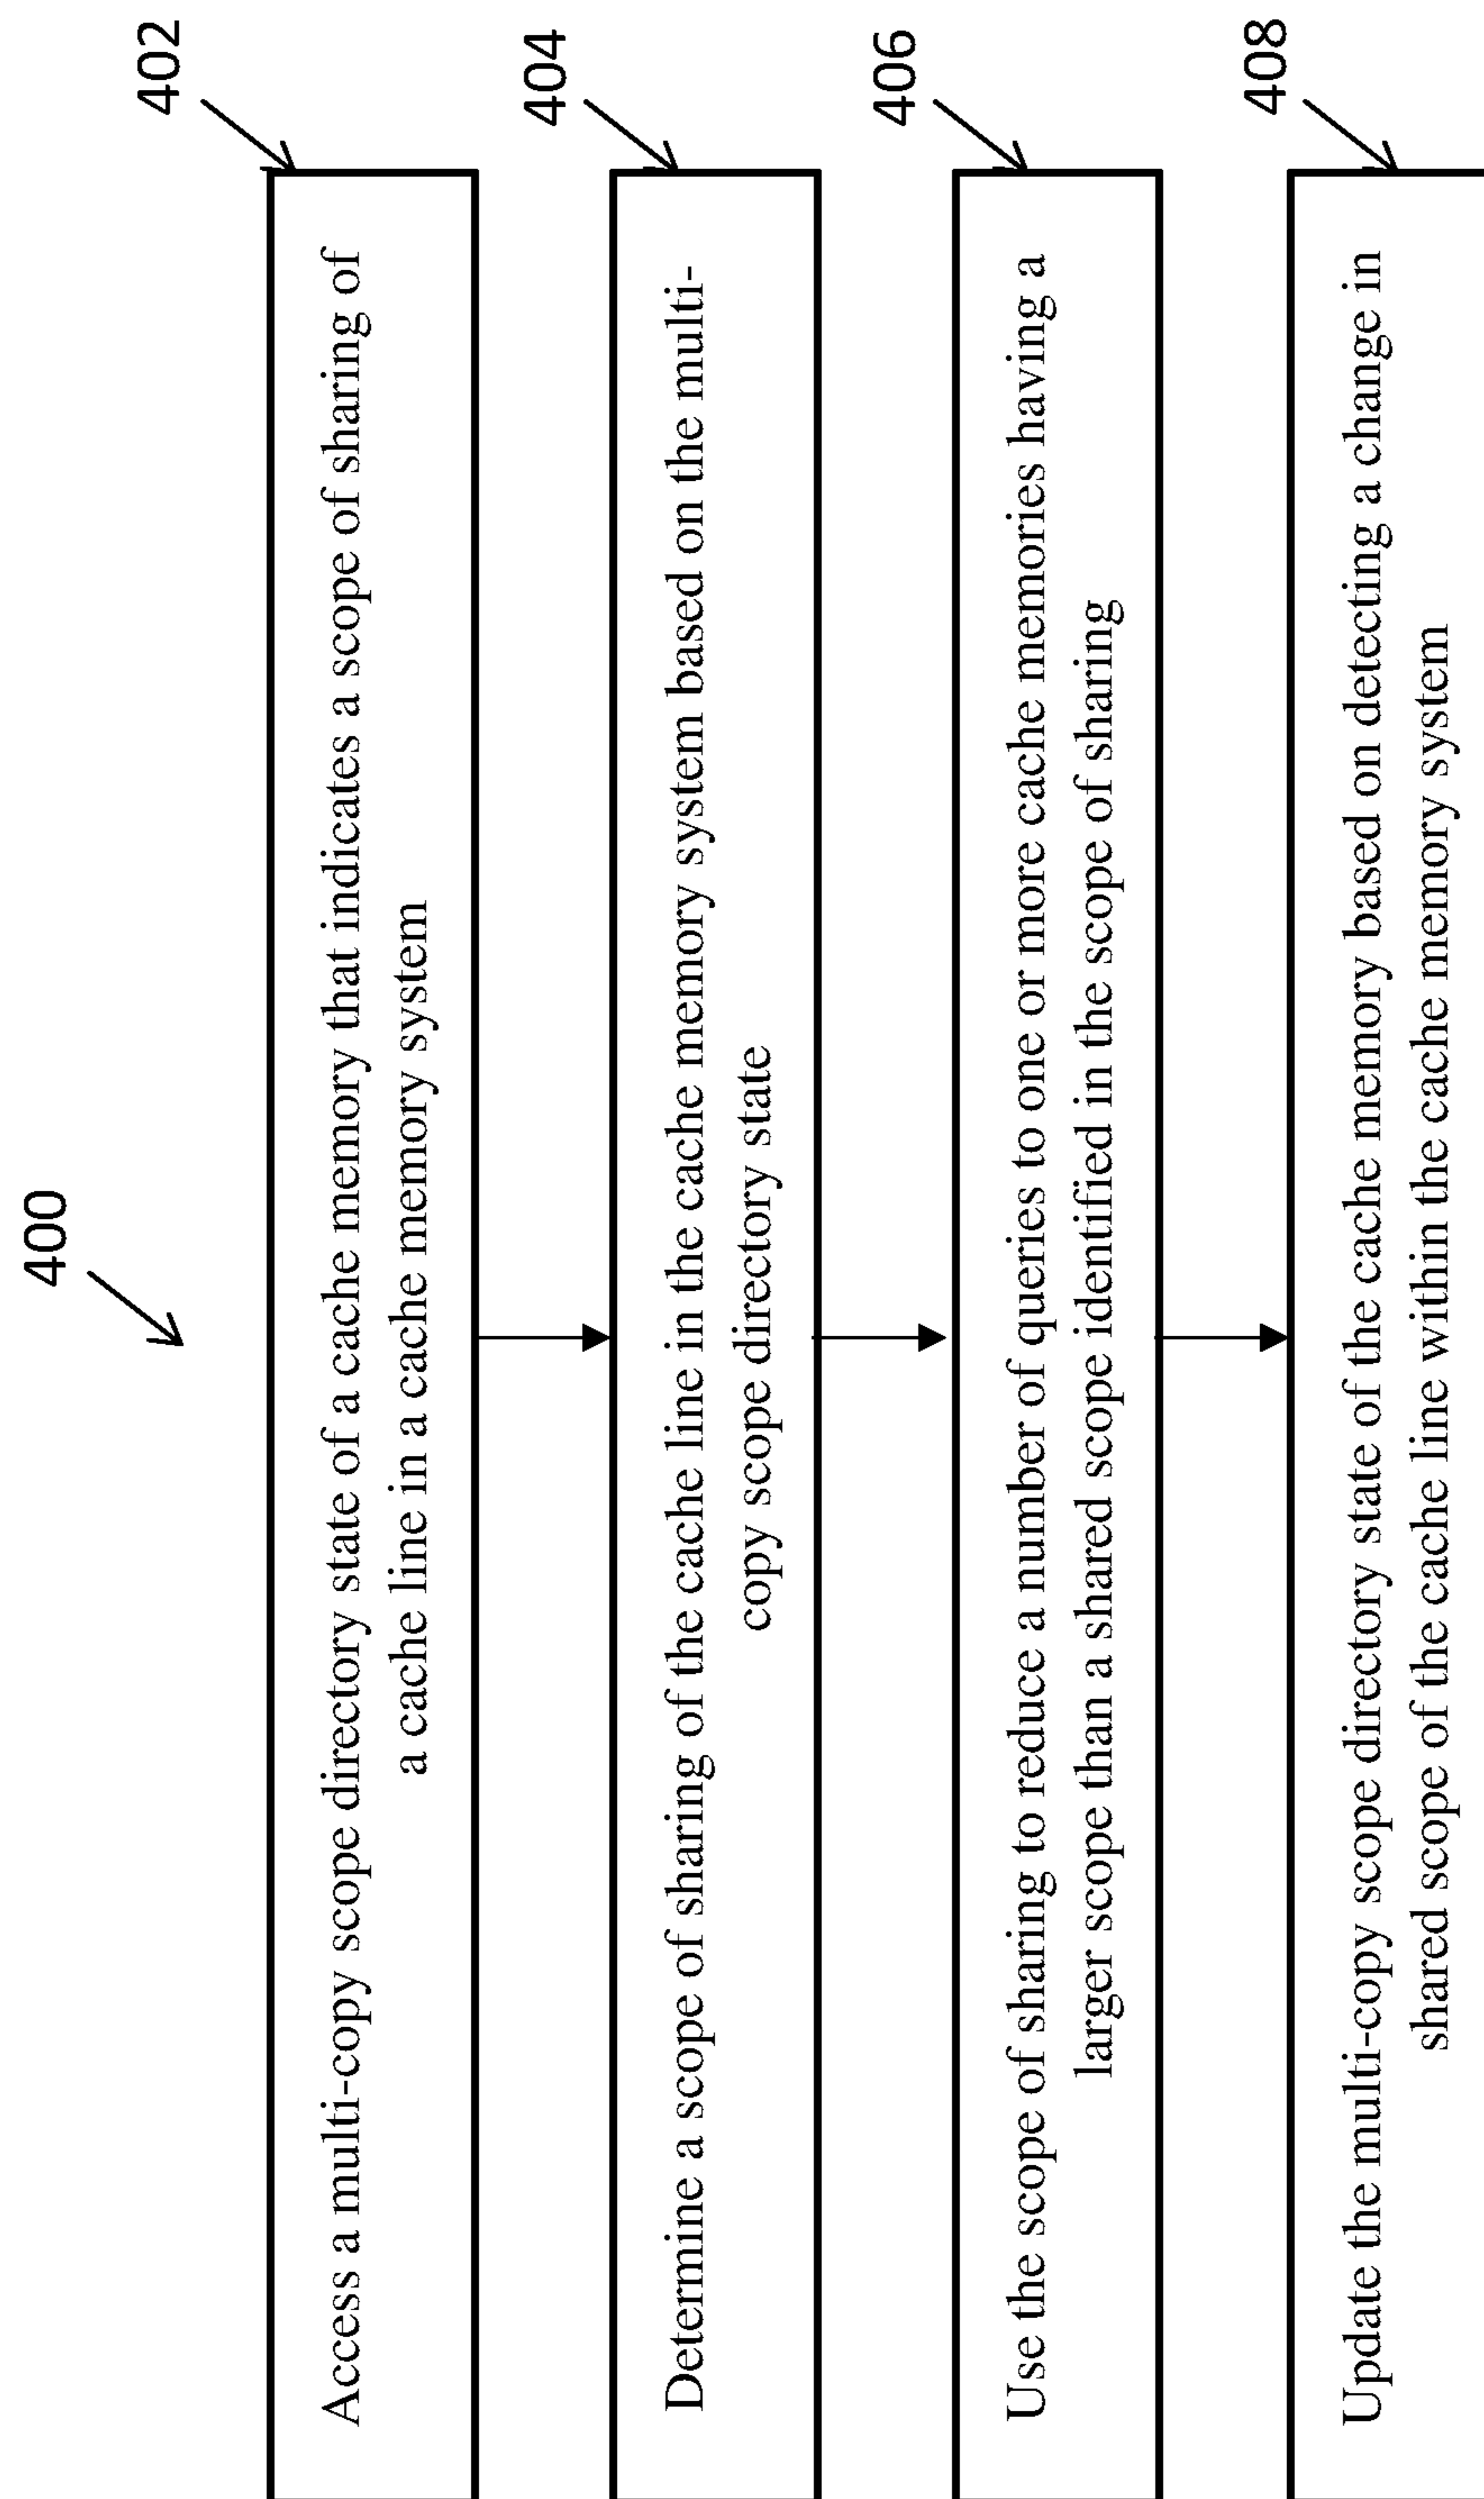 400
402
Access a multi-copy scope directory state of a cache memory that indicates a scope of sharing of
a cache line in a cache memory system
404
Determine a scope of sharing of the cache line in the cache memory system based on the multi-
copy scope directory state
406
Use the scope of sharing to reduce a number of queries to one or more cache memories having a
larger scope than a shared scope identified in the scope of sharing
408
Update the multi-copy scope directory state of the cache memory based on detecting a change in
shared scope of the cache line within the cache memory system